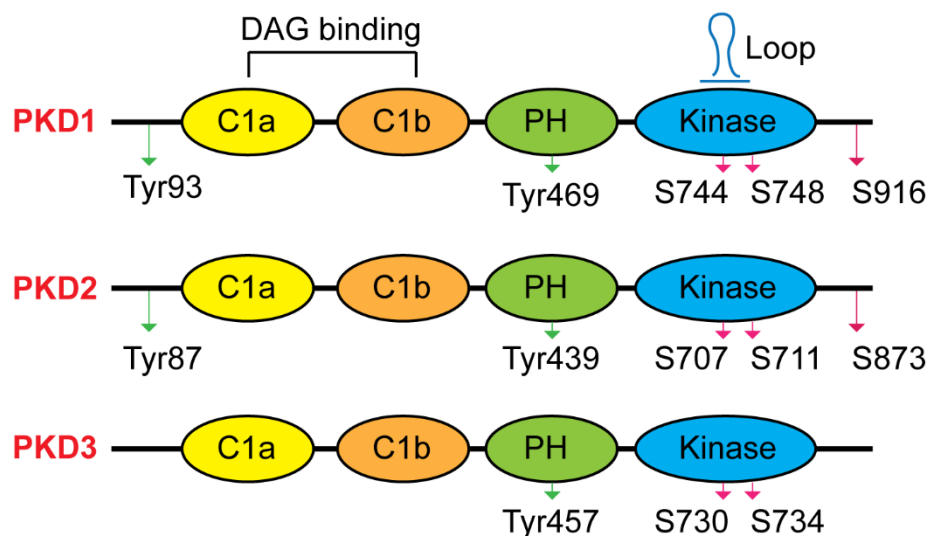 DAG binding
Loop
PKD1 C1a C1b PH Kinase
Tyr93 Tyr469 S744 S748 S916
PKD2 C1a C1b PH Kinase
Tyr87 Tyr439 S707 S711 S873
PKD3 C1a C1b PH Kinase
Tyr457 S730 S734